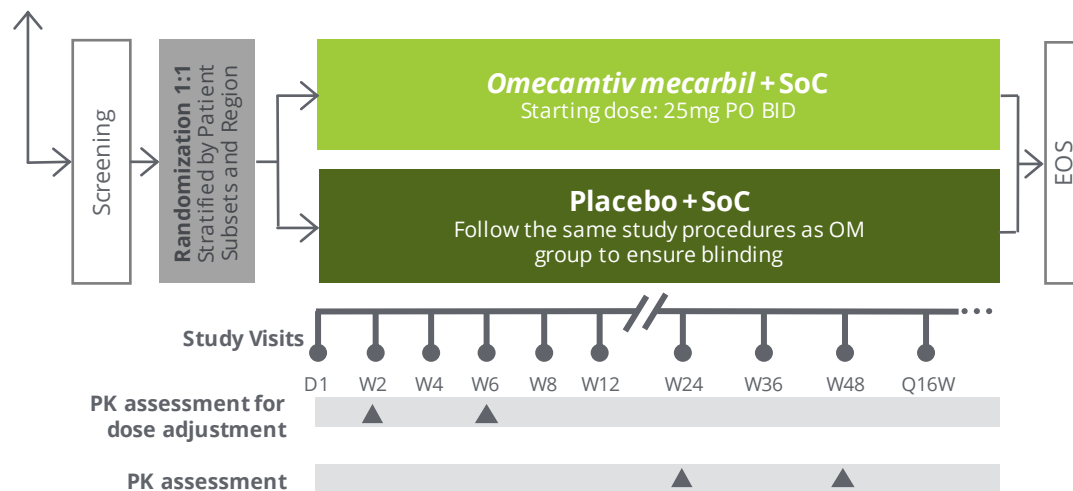 Screening
Randomization 1:1
Stratified by Patient
Subsets and Region
Omecamtiv mecarbil + SoC
Starting dose: 25mg PO BID
Placebo + SoC
Follow the same study procedures as OM
group to ensure blinding
EOS
Study Visits
D1 W2 W4 W6 W8 W12 W24 W36 W48 Q16W
PK assessment for
dose adjustment
PK assessment